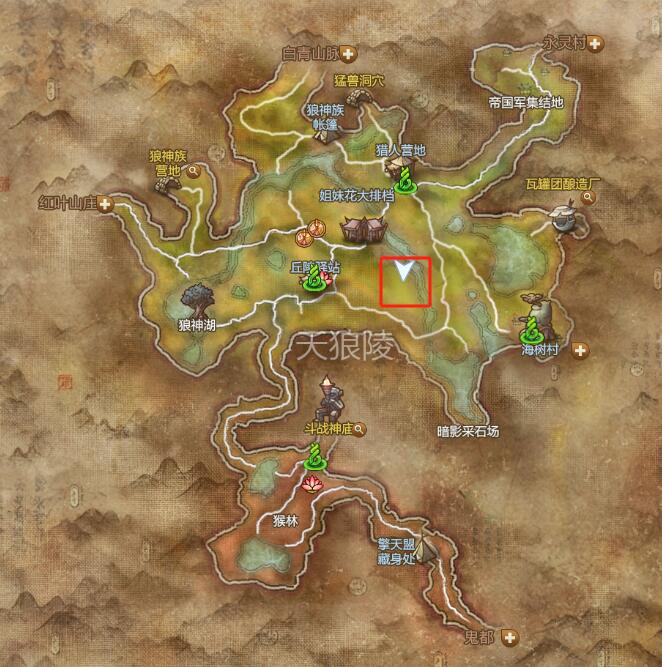 白青山脉
永灵村
猛兽洞穴
帝国军集结地
狼神族
帐篷
狼神族
营地
猎人营地
瓦罐团酿造厂
姐妹花大排档
红叶山庄
丘陵驿站
狼神湖
天狼陵
海树村
斗战神庙
暗影采石场
猴林
擎天盟
藏身处
鬼都